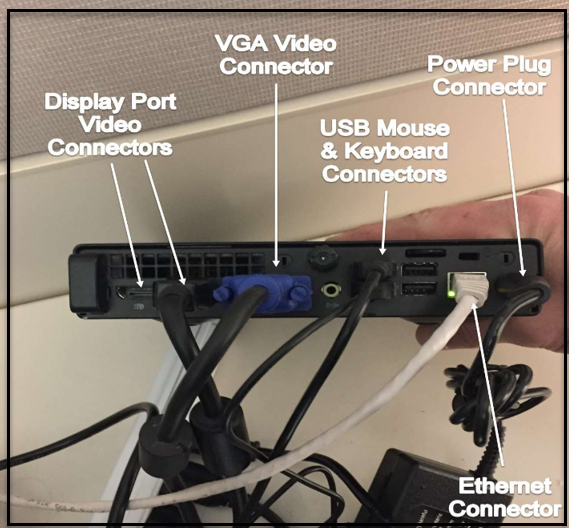 VGA Video
Connector
Power Plug
Connector
Display Port
Video
Connectors
USB Mouse
& Keyboard
Connectors
Ethernet
Connector